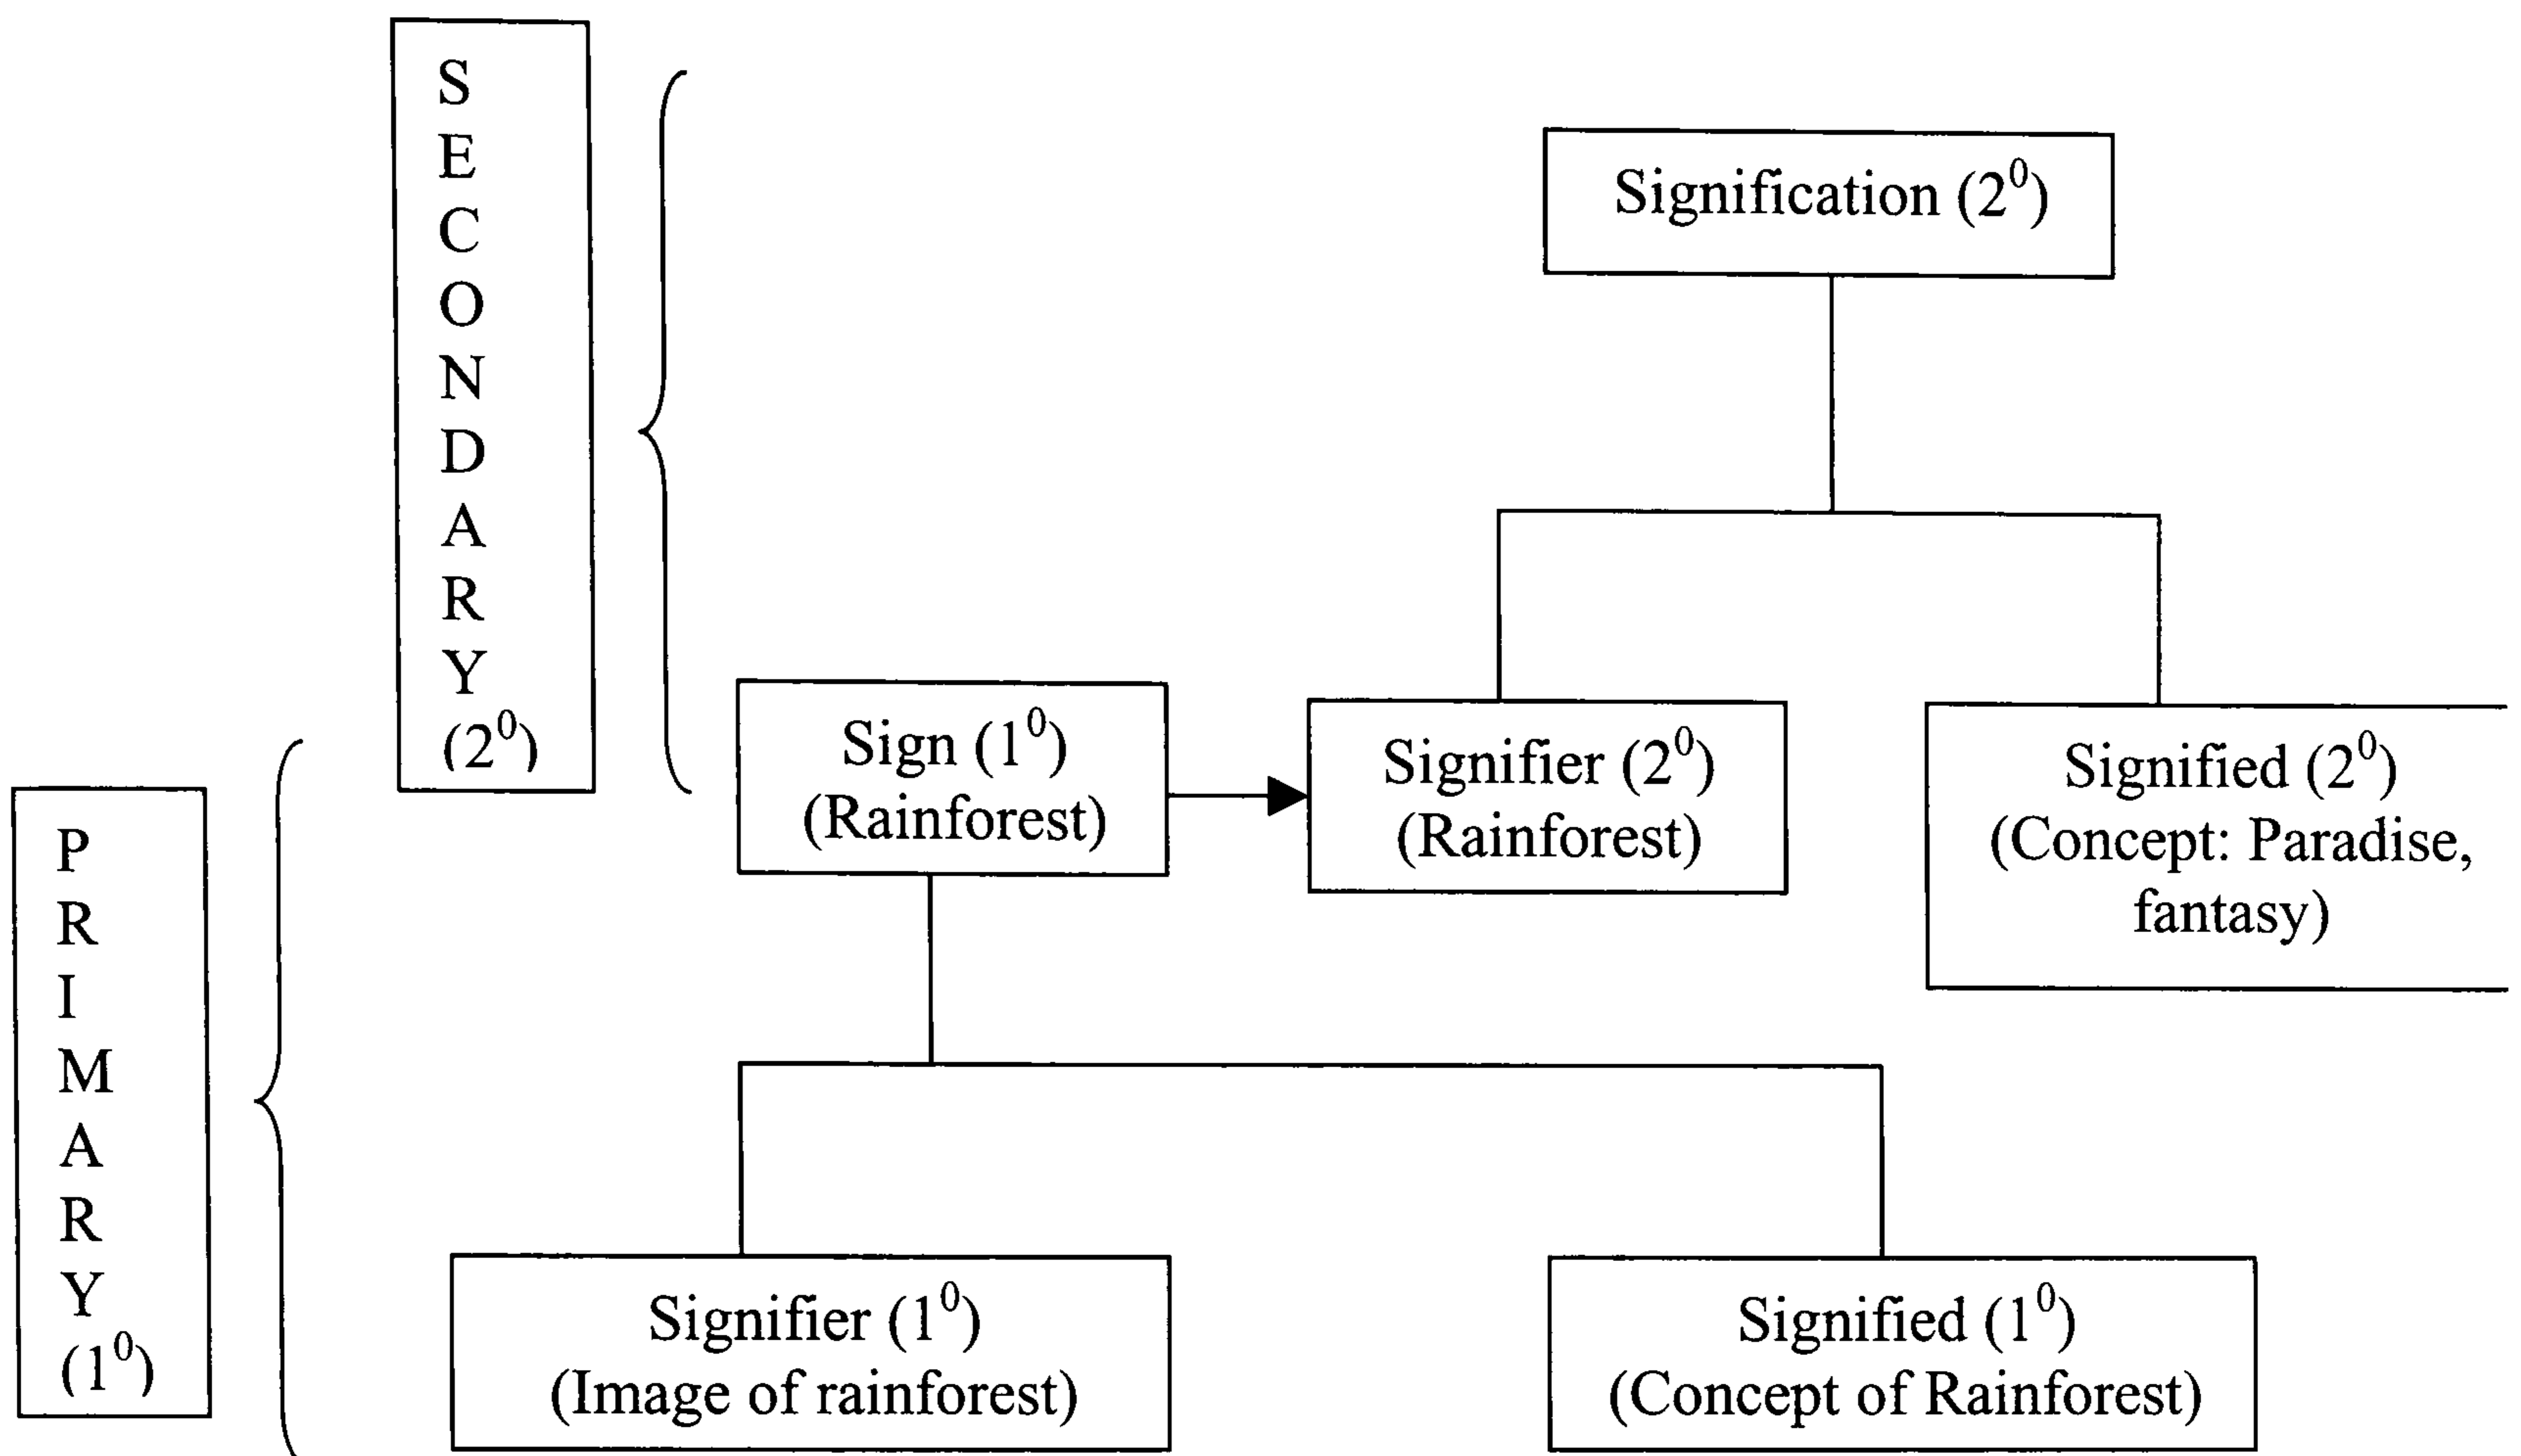 S
E
C
O
N
D
A
R
Y
(2⁰)
Signification (2⁰)
Sign (1⁰)
(Rainforest)
Signifier (2⁰)
(Rainforest)
Signified (2⁰)
(Concept: Paradise,
fantasy)
P
R
I
M
A
R
Y
(1⁰)
Signifier (1⁰)
(Image of rainforest)
Signified (1⁰)
(Concept of Rainforest)